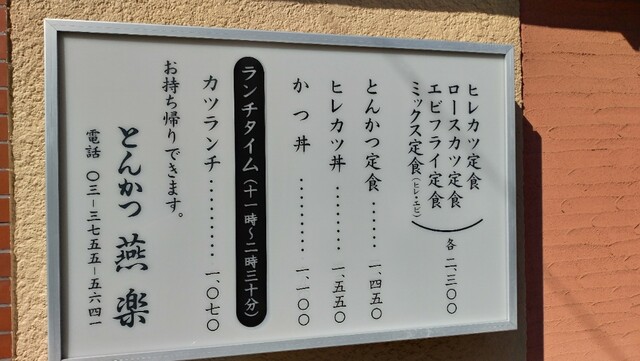 ヒレカツ定食
ロースカツ定食
エビフライ定食
ミックス定食(ヒレ・エビ)
各 二、三〇〇
とんかつ定食‥‥‥ 一、四五〇
ヒレカツ丼‥‥‥‥ 一、五五〇
かつ丼‥‥‥‥‥ 一、一〇〇
ランチタイム(十一時～二時三十分)
カツランチ‥‥‥‥‥ 一、〇七〇
お持ち帰りできます。
とんかつ 燕楽
電話 〇三―三七五五―五六四一